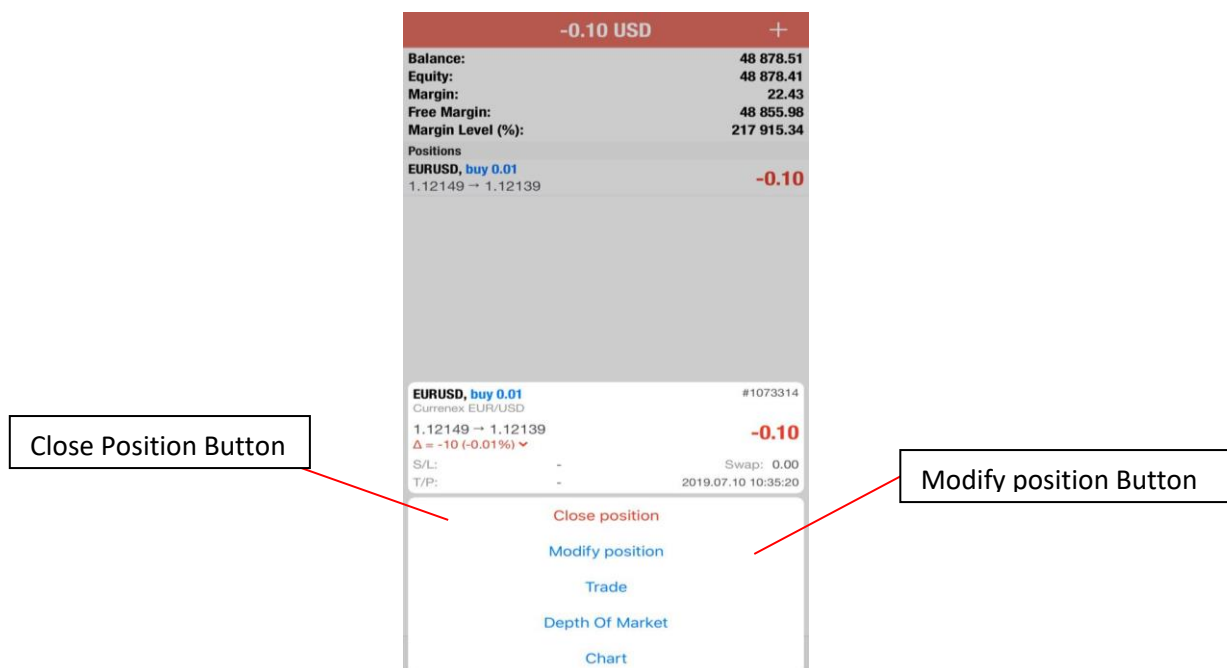 -0.10 USD +
Balance: 48 878.51
Equity: 48 878.41
Margin: 22.43
Free Margin: 48 855.98
Margin Level (%): 217 915.34
Positions
EURUSD, buy 0.01
1.12149 → 1.12139 -0.10
EURUSD, buy 0.01 #1073314
Currenex EUR/USD
1.12149 → 1.12139 -0.10
Δ = -10 (-0.01%)
S/L: - Swap: 0.00
T/P: - 2019.07.10 10:35:20
Close Position Button
Modify position Button
Close position
Modify position
Trade
Depth Of Market
Chart